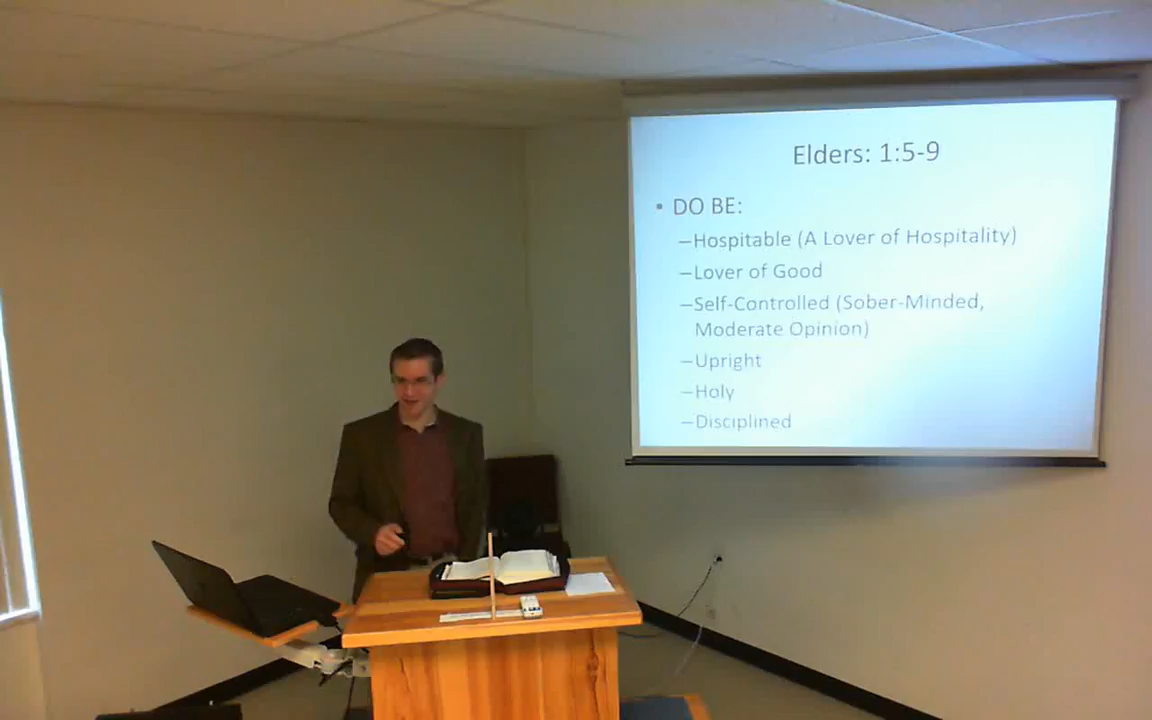 Elders: 1:5-9
• DO BE:
–Hospitable (A Lover of Hospitality)
–Lover of Good
–Self-Controlled (Sober-Minded,
Moderate Opinion)
–Upright
–Holy
–Disciplined